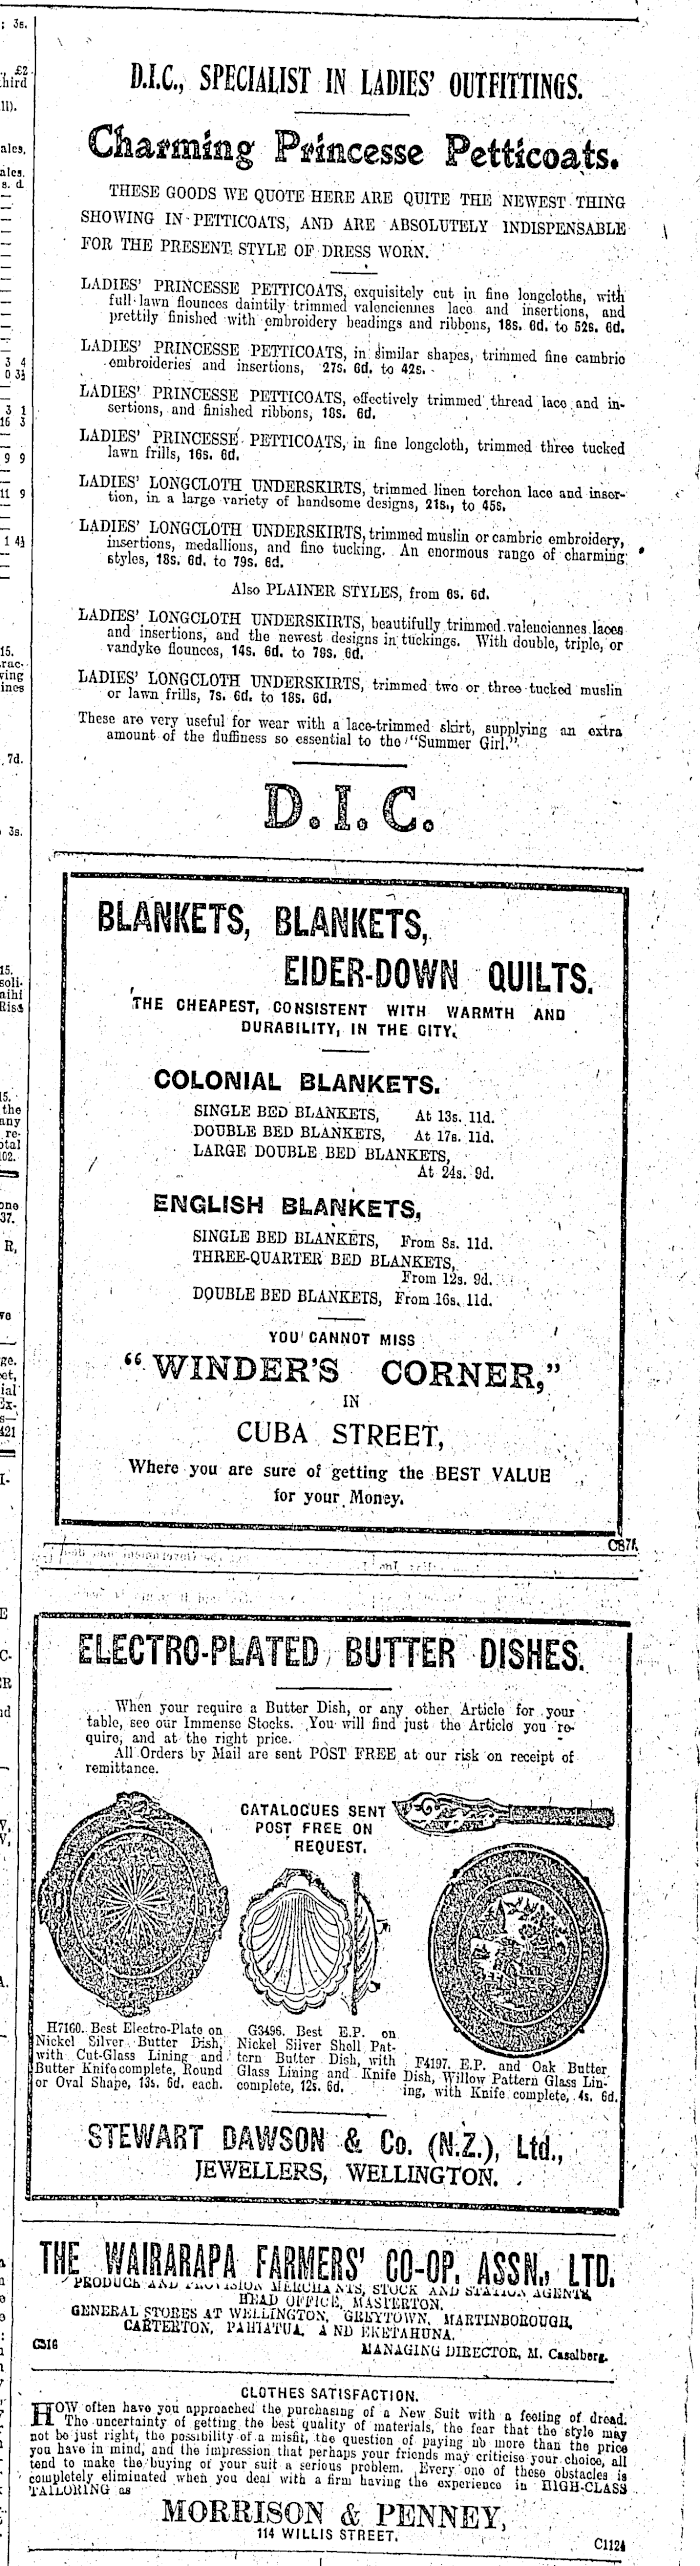 D.I.C., SPECIALIST IN LADIES' OUTFITTINGS.
Charming Princesse Petticoats.
THESE GOODS WE QUOTE HERE ARE QUITE THE NEWEST THING
SHOWING IN PETTICOATS, AND ARE ABSOLUTELY INDISPENSABLE
FOR THE PRESENT STYLE OF DRESS WORN.
LADIES' PRINCESSE PETTICOATS, exquisitely cut in fine longcloths, with
full lawn flounces daintily trimmed valenciennes lace and insertions, and
prettily finished with embroidery beadings and ribbons, 18s. 6d. to 52s. 6d.
LADIES' PRINCESSE PETTICOATS, in similar shapes, trimmed fine cambric
embroideries and insertions, 27s. 6d. to 42s.
LADIES' PRINCESSE PETTICOATS, effectively trimmed thread lace and in-
sertions, and finished ribbons, 18s. 6d.
LADIES' PRINCESSE PETTICOATS, in fine longcloth, trimmed three tucked
lawn frills, 16s. 6d.
LADIES' LONGCLOTH UNDERSKIRTS, trimmed linen torchon lace and inser-
tion, in a large variety of handsome designs, 21s., to 45s.
LADIES' LONGCLOTH UNDERSKIRTS, trimmed muslin or cambric embroidery,
insertions, medallions, and fine tucking. An enormous range of charming
styles, 18s. 6d. to 79s. 6d.
Also PLAINER STYLES, from 6s. 6d.
LADIES' LONGCLOTH UNDERSKIRTS, beautifully trimmed valenciennes laces
and insertions, and the newest designs in tuckings. With double, triple, or
vandyke flounces, 14s. 6d. to 79s. 6d.
LADIES' LONGCLOTH UNDERSKIRTS, trimmed two or three tucked muslin
or lawn frills, 7s. 6d. to 18s. 6d.
These are very useful for wear with a lace-trimmed skirt, supplying an extra
amount of the fluffiness so essential to the "Summer Girl."
D.I.C.
BLANKETS, BLANKETS,
EIDER-DOWN QUILTS.
THE CHEAPEST, CONSISTENT WITH WARMTH AND
DURABILITY, IN THE CITY.
COLONIAL BLANKETS.
SINGLE BED BLANKETS, At 13s. 11d.
DOUBLE BED BLANKETS, At 17s. 11d.
LARGE DOUBLE BED BLANKETS,
At 24s. 9d.
ENGLISH BLANKETS,
SINGLE BED BLANKETS, From 8s. 11d.
THREE-QUARTER BED BLANKETS,
From 12s. 9d.
DOUBLE BED BLANKETS, From 16s. 11d.
YOU CANNOT MISS
"WINDER'S CORNER,"
IN
CUBA STREET,
Where you are sure of getting the BEST VALUE
for your Money.
ELECTRO-PLATED BUTTER DISHES.
When your require a Butter Dish, or any other Article for your
table, see our Immense Stocks. You will find just the Article you re-
quire, and at the right price.
All Orders by Mail are sent POST FREE at our risk on receipt of
remittance.
CATALOGUES SENT
POST FREE ON
REQUEST.
H7160. Best Electro-Plate on
Nickel Silver Butter Dish,
with Cut-Glass Lining and
Butter Knife complete, Round
or Oval Shape, 13s. 6d. each.
G3496. Best E.P. on
Nickel Silver Shell Pat-
tern Butter Dish, with
Glass Lining and Knife
complete, 12s. 6d.
F4197. E.P. and Oak Butter
Dish, Willow Pattern Glass Lin-
ing, with Knife complete, 4s. 6d.
STEWART DAWSON & Co. (N.Z.), Ltd.,
JEWELLERS, WELLINGTON.
THE WAIRARAPA FARMERS' CO-OP. ASSN., LTD.
PRODUCE AND PROVISION MERCHANTS, STOCK AND STATION AGENTS,
HEAD OFFICE, MASTERTON.
GENERAL STORES AT WELLINGTON, GREYTOWN, MARTINBOROUGH,
CARTERTON, PAHIATUA, AND EKETAHUNA.
C316 MANAGING DIRECTOR, M. Casalberg.
CLOTHES SATISFACTION.
HOW often have you approached the purchasing of a New Suit with a feeling of dread.
The uncertainty of getting the best quality of materials, the fear that the style may
not be just right, the possibility of a misfit, the question of paying ub more than the price
you have in mind, and the impression that perhaps your friends may criticise your choice, all
tend to make the buying of your suit a serious problem. Every one of these obstacles is
completely eliminated when you deal with a firm having the experience in HIGH-CLASS
TAILORING as
MORRISON & PENNEY,
114 WILLIS STREET.
C1124